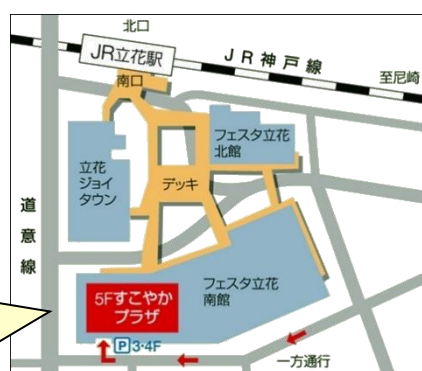 北口
JR立花駅
JR神戸線
南口
至尼崎
フェスタ立花
北館
立花
ジョイ
タウン
デッキ
道意線
フェスタ立花
南館
5Fすこやか
プラザ
P3·4F
一方通行